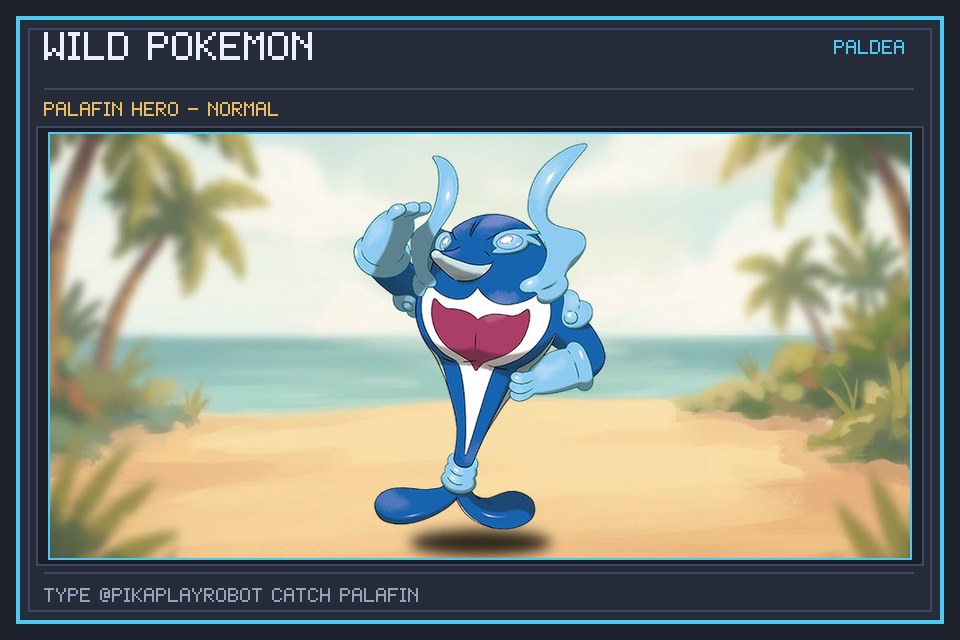 WILD POKEMON
PALDEA
PALAFIN HERO - NORMAL
TYPE @PIKAPLAYROBOT CATCH PALAFIN